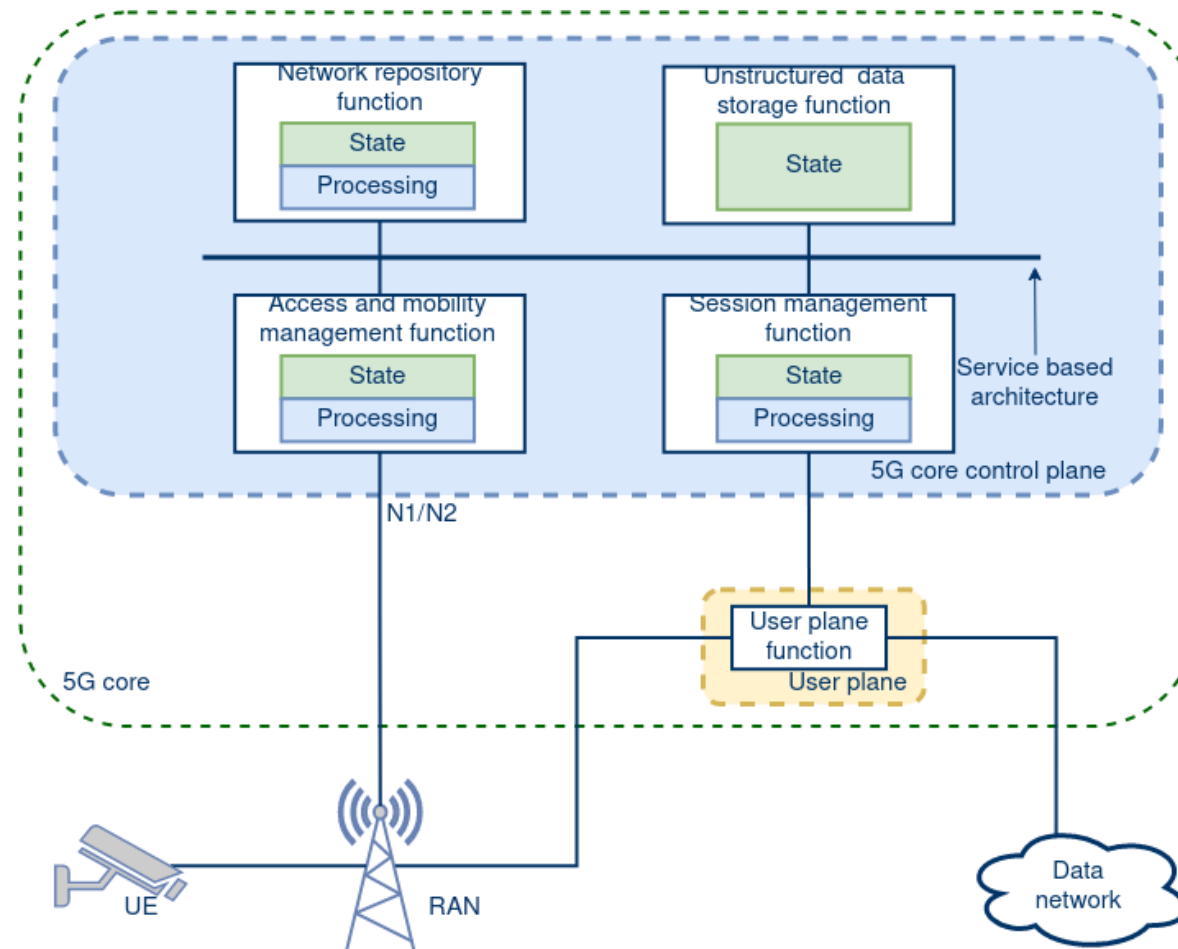 Network repository
function
State
Processing
Unstructured data
storage function
State
Access and mobility
management function
State
Processing
Session management
function
State
Processing
Service based
architecture
5G core control plane
N1/N2
User plane
function
User plane
5G core
UE
RAN
Data
network